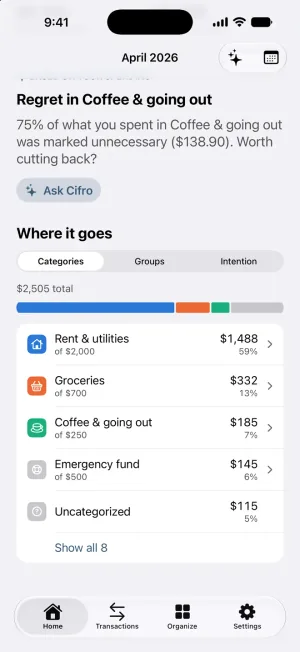 9:41
April 2026
Regret in Coffee & going out
75% of what you spent in Coffee & going out
was marked unnecessary ($138.90). Worth
cutting back?
Ask Cifro
Where it goes
Categories
Groups
Intention
$2,505 total
Rent & utilities
$1,488
of $2,000
59%
Groceries
$332
of $700
13%
Coffee & going out
$185
of $250
7%
Emergency fund
$145
of $500
6%
Uncategorized
$115
5%
Show all 8
Home
Transactions
Organize
Settings